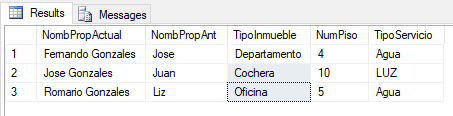 Results Messages
NombPropActual NombPropAnt TipoInmueble NumPiso TipoServicio
1 Fernando Gonzales Jose Departamento 4 Agua
2 Jose Gonzales Juan Cochera 10 LUZ
3 Romario Gonzales Liz Oficina 5 Agua